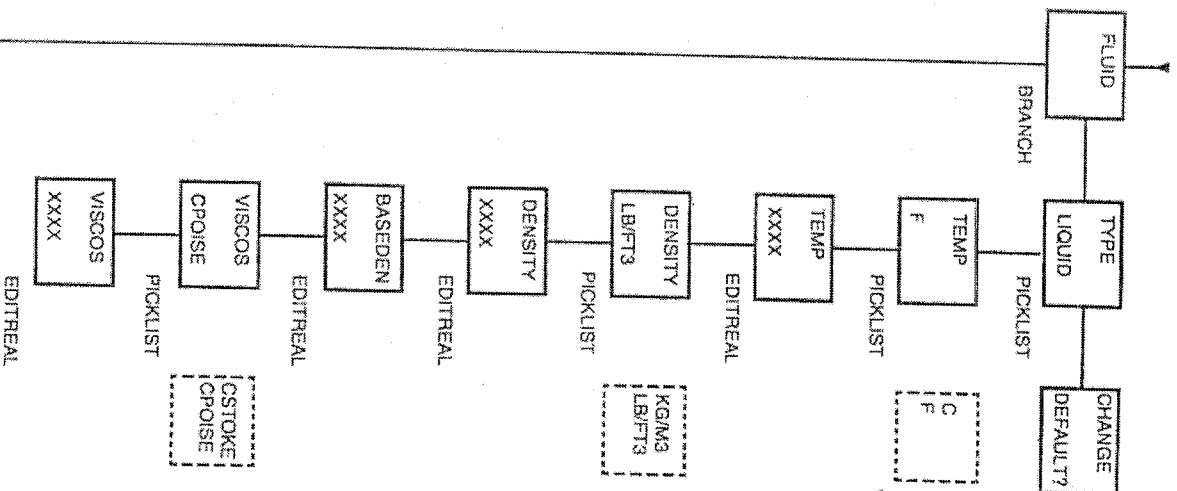 FLUID
BRANCH
TYPE
LIQUID
PICKLIST
CHANGE
DEFAULT?
TEMP
F
PICKLIST
C
F
TEMP
XXXX
EDITREAL
DENSITY
LB/FT3
PICKLIST
KG/M3
LB/FT3
DENSITY
XXXX
EDITREAL
BASEDEN
XXXX
EDITREAL
VISCOS
CPOISE
PICKLIST
CSTOKE
CPOISE
VISCOS
XXXX
EDITREAL